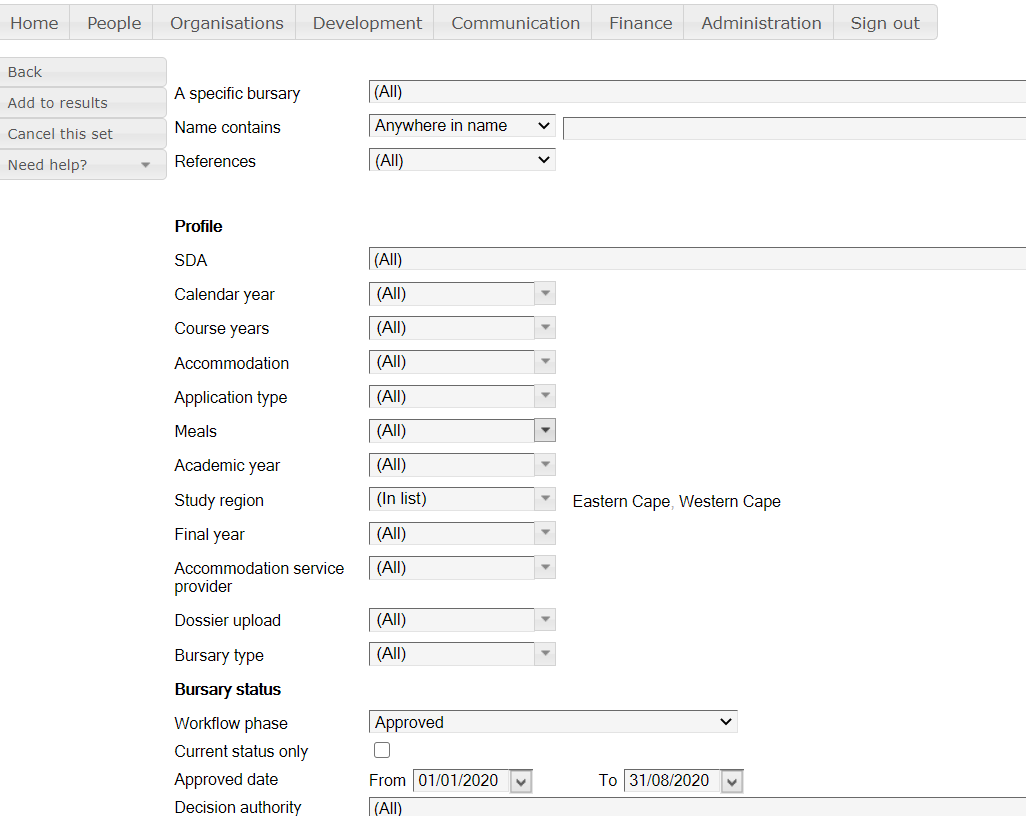 Home People Organisations Development Communication Finance Administration Sign out
Back
Add to results
Cancel this set
Need help?
A specific bursary (All)
Name contains Anywhere in name
References (All)
Profile
SDA (All)
Calendar year (All)
Course years (All)
Accommodation (All)
Application type (All)
Meals (All)
Academic year (All)
Study region (In list) Eastern Cape, Western Cape
Final year (All)
Accommodation service (All)
provider
Dossier upload (All)
Bursary type (All)
Bursary status
Workflow phase Approved
Current status only
Approved date From 01/01/2020 To 31/08/2020
Decision authority (All)